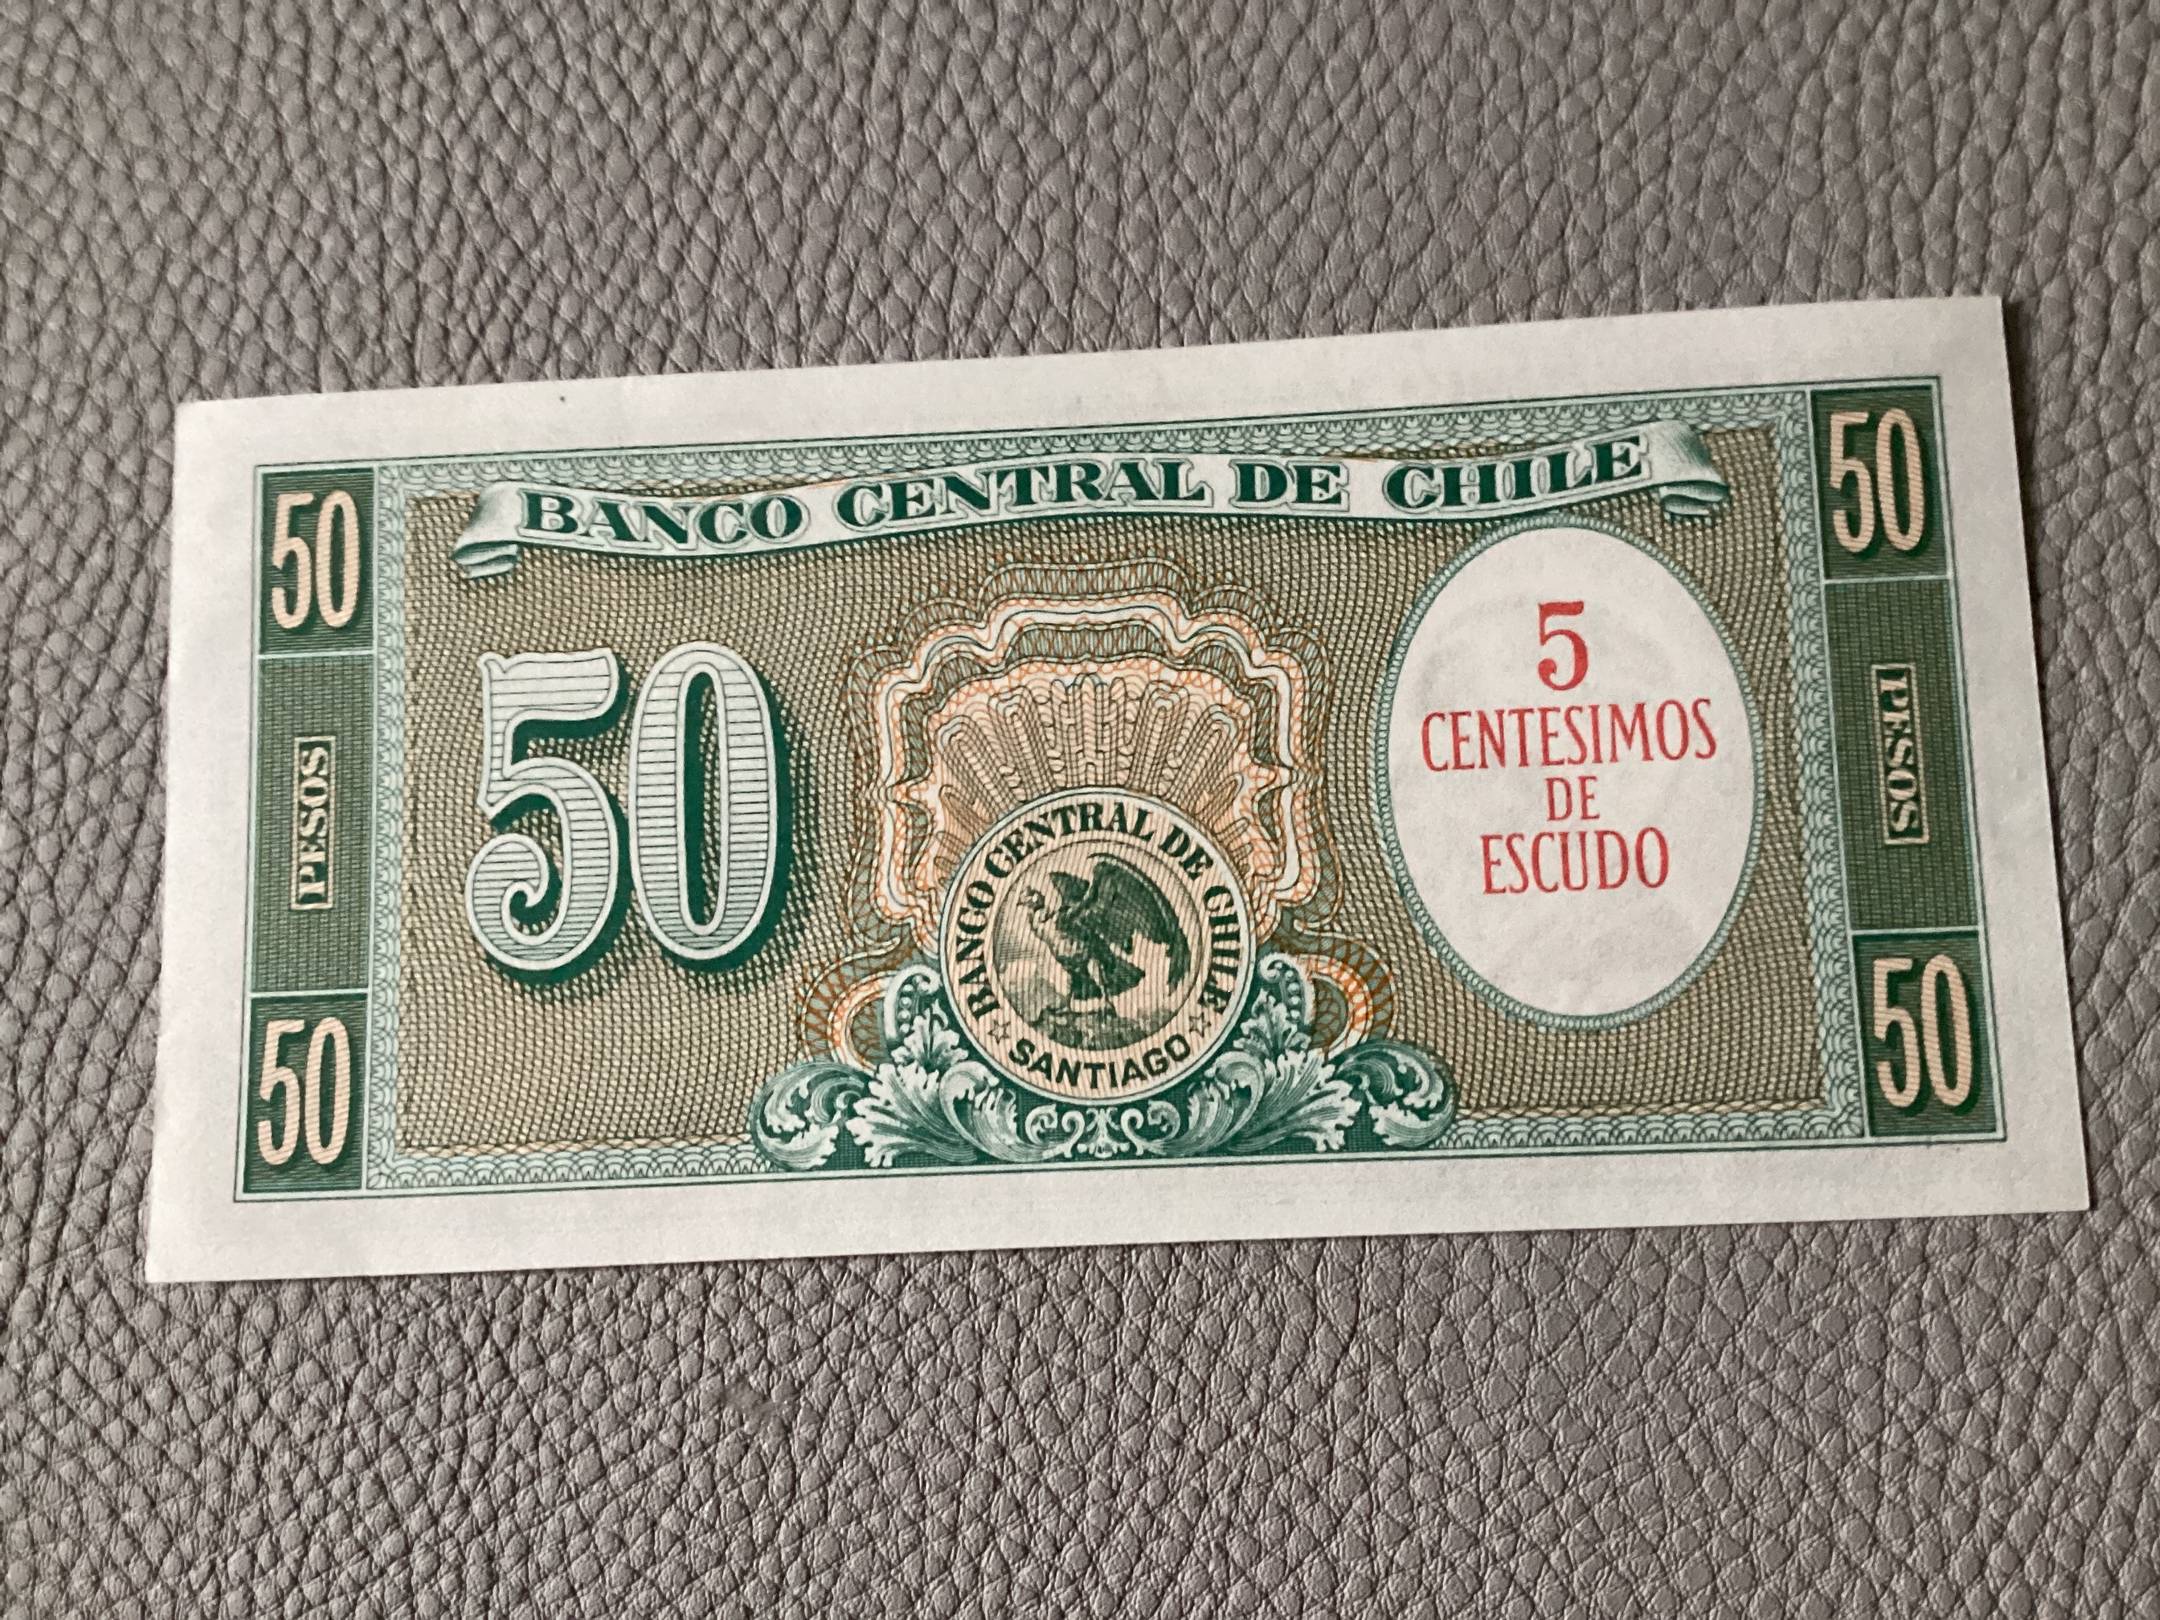 BANCO CENTRAL DE CHILE
50
50
PESOS
PESOS
50
5
CENTESIMOS
DE
ESCUDO
BANCO CENTRAL DE CHILE
SANTIAGO
50
50